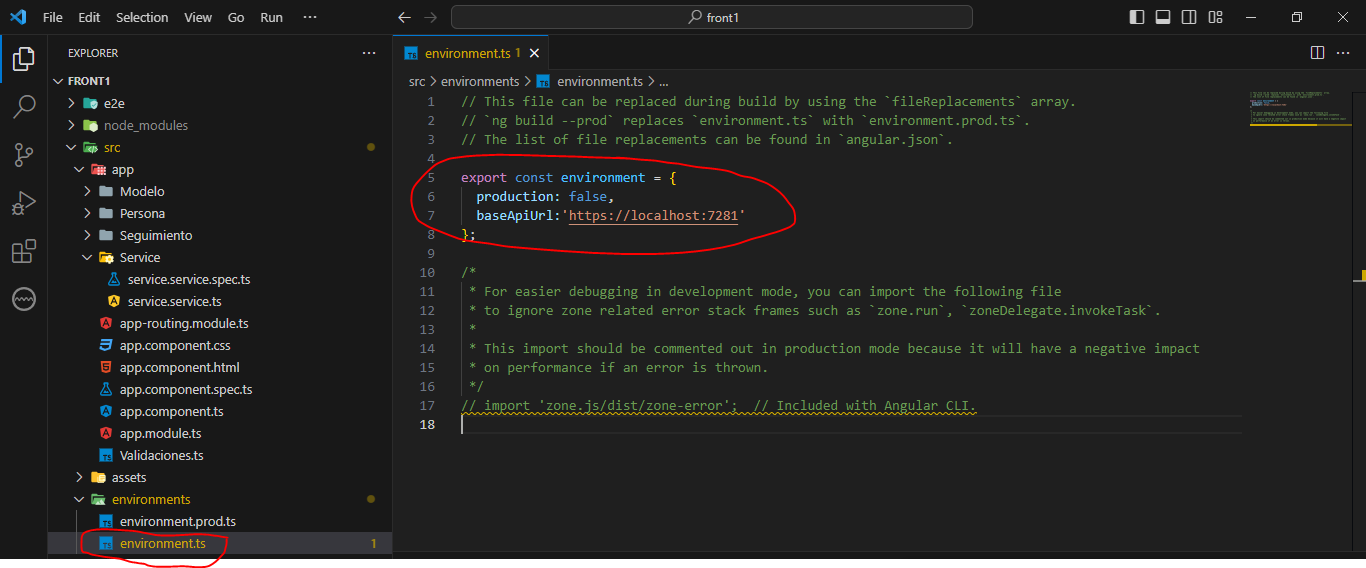 File Edit Selection View Go Run ···
front1
EXPLORER ···
FRONT1
e2e
node_modules
src
app
Modelo
Persona
Seguimiento
Service
service.service.spec.ts
service.service.ts
app-routing.module.ts
app.component.css
app.component.html
app.component.spec.ts
app.component.ts
app.module.ts
TS Validaciones.ts
assets
environments
TS environment.prod.ts
TS environment.ts 1
TS environment.ts 1
src > environments > TS environment.ts > ...
1 // This file can be replaced during build by using the `fileReplacements` array.
2 // `ng build --prod` replaces `environment.ts` with `environment.prod.ts`.
3 // The list of file replacements can be found in `angular.json`.
4
5 export const environment = {
6 production: false,
7 baseApiUrl:'https://localhost:7281'
8 };
9
10 /*
11 * For easier debugging in development mode, you can import the following file
12 * to ignore zone related error stack frames such as `zone.run`, `zoneDelegate.invokeTask`.
13 *
14 * This import should be commented out in production mode because it will have a negative impact
15 * on performance if an error is thrown.
16 */
17 // import 'zone.js/dist/zone-error';  // Included with Angular CLI.
18